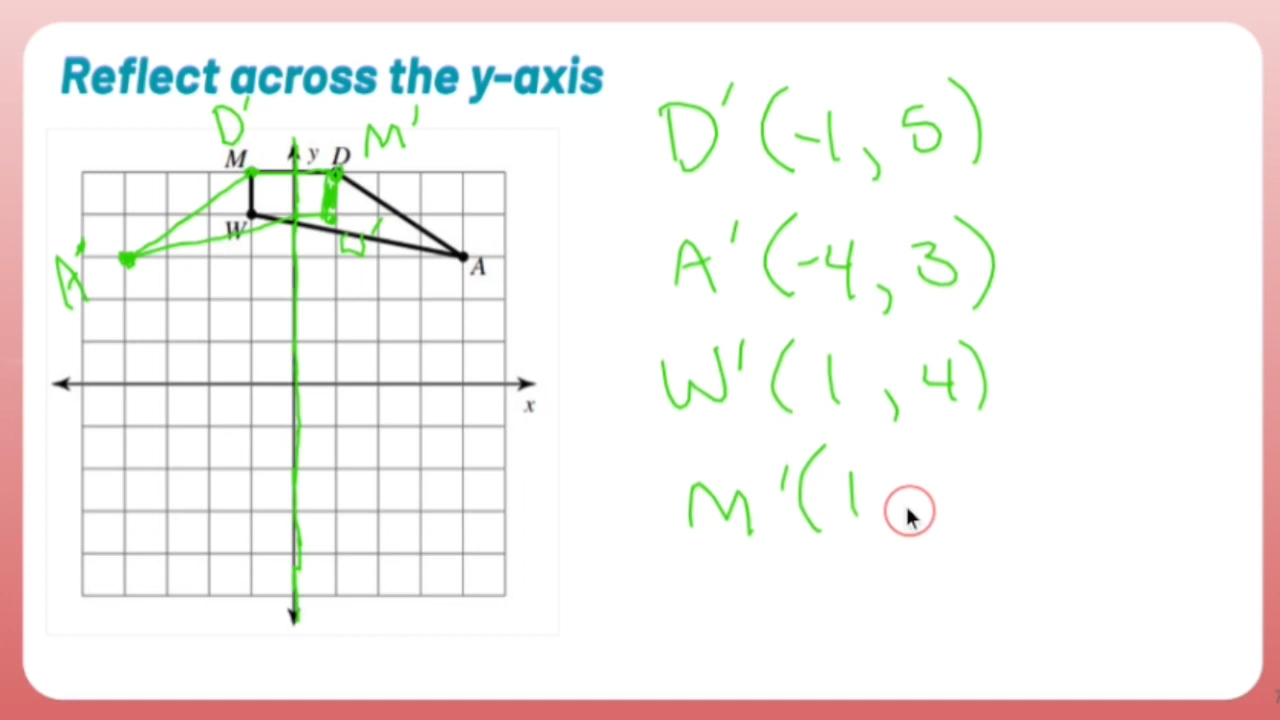 Reflect across the y-axis
D'
M'
M
y
D
W
W'
A'
A
x
D'(-1, 5)
A'(-4, 3)
W'(1, 4)
M'(1